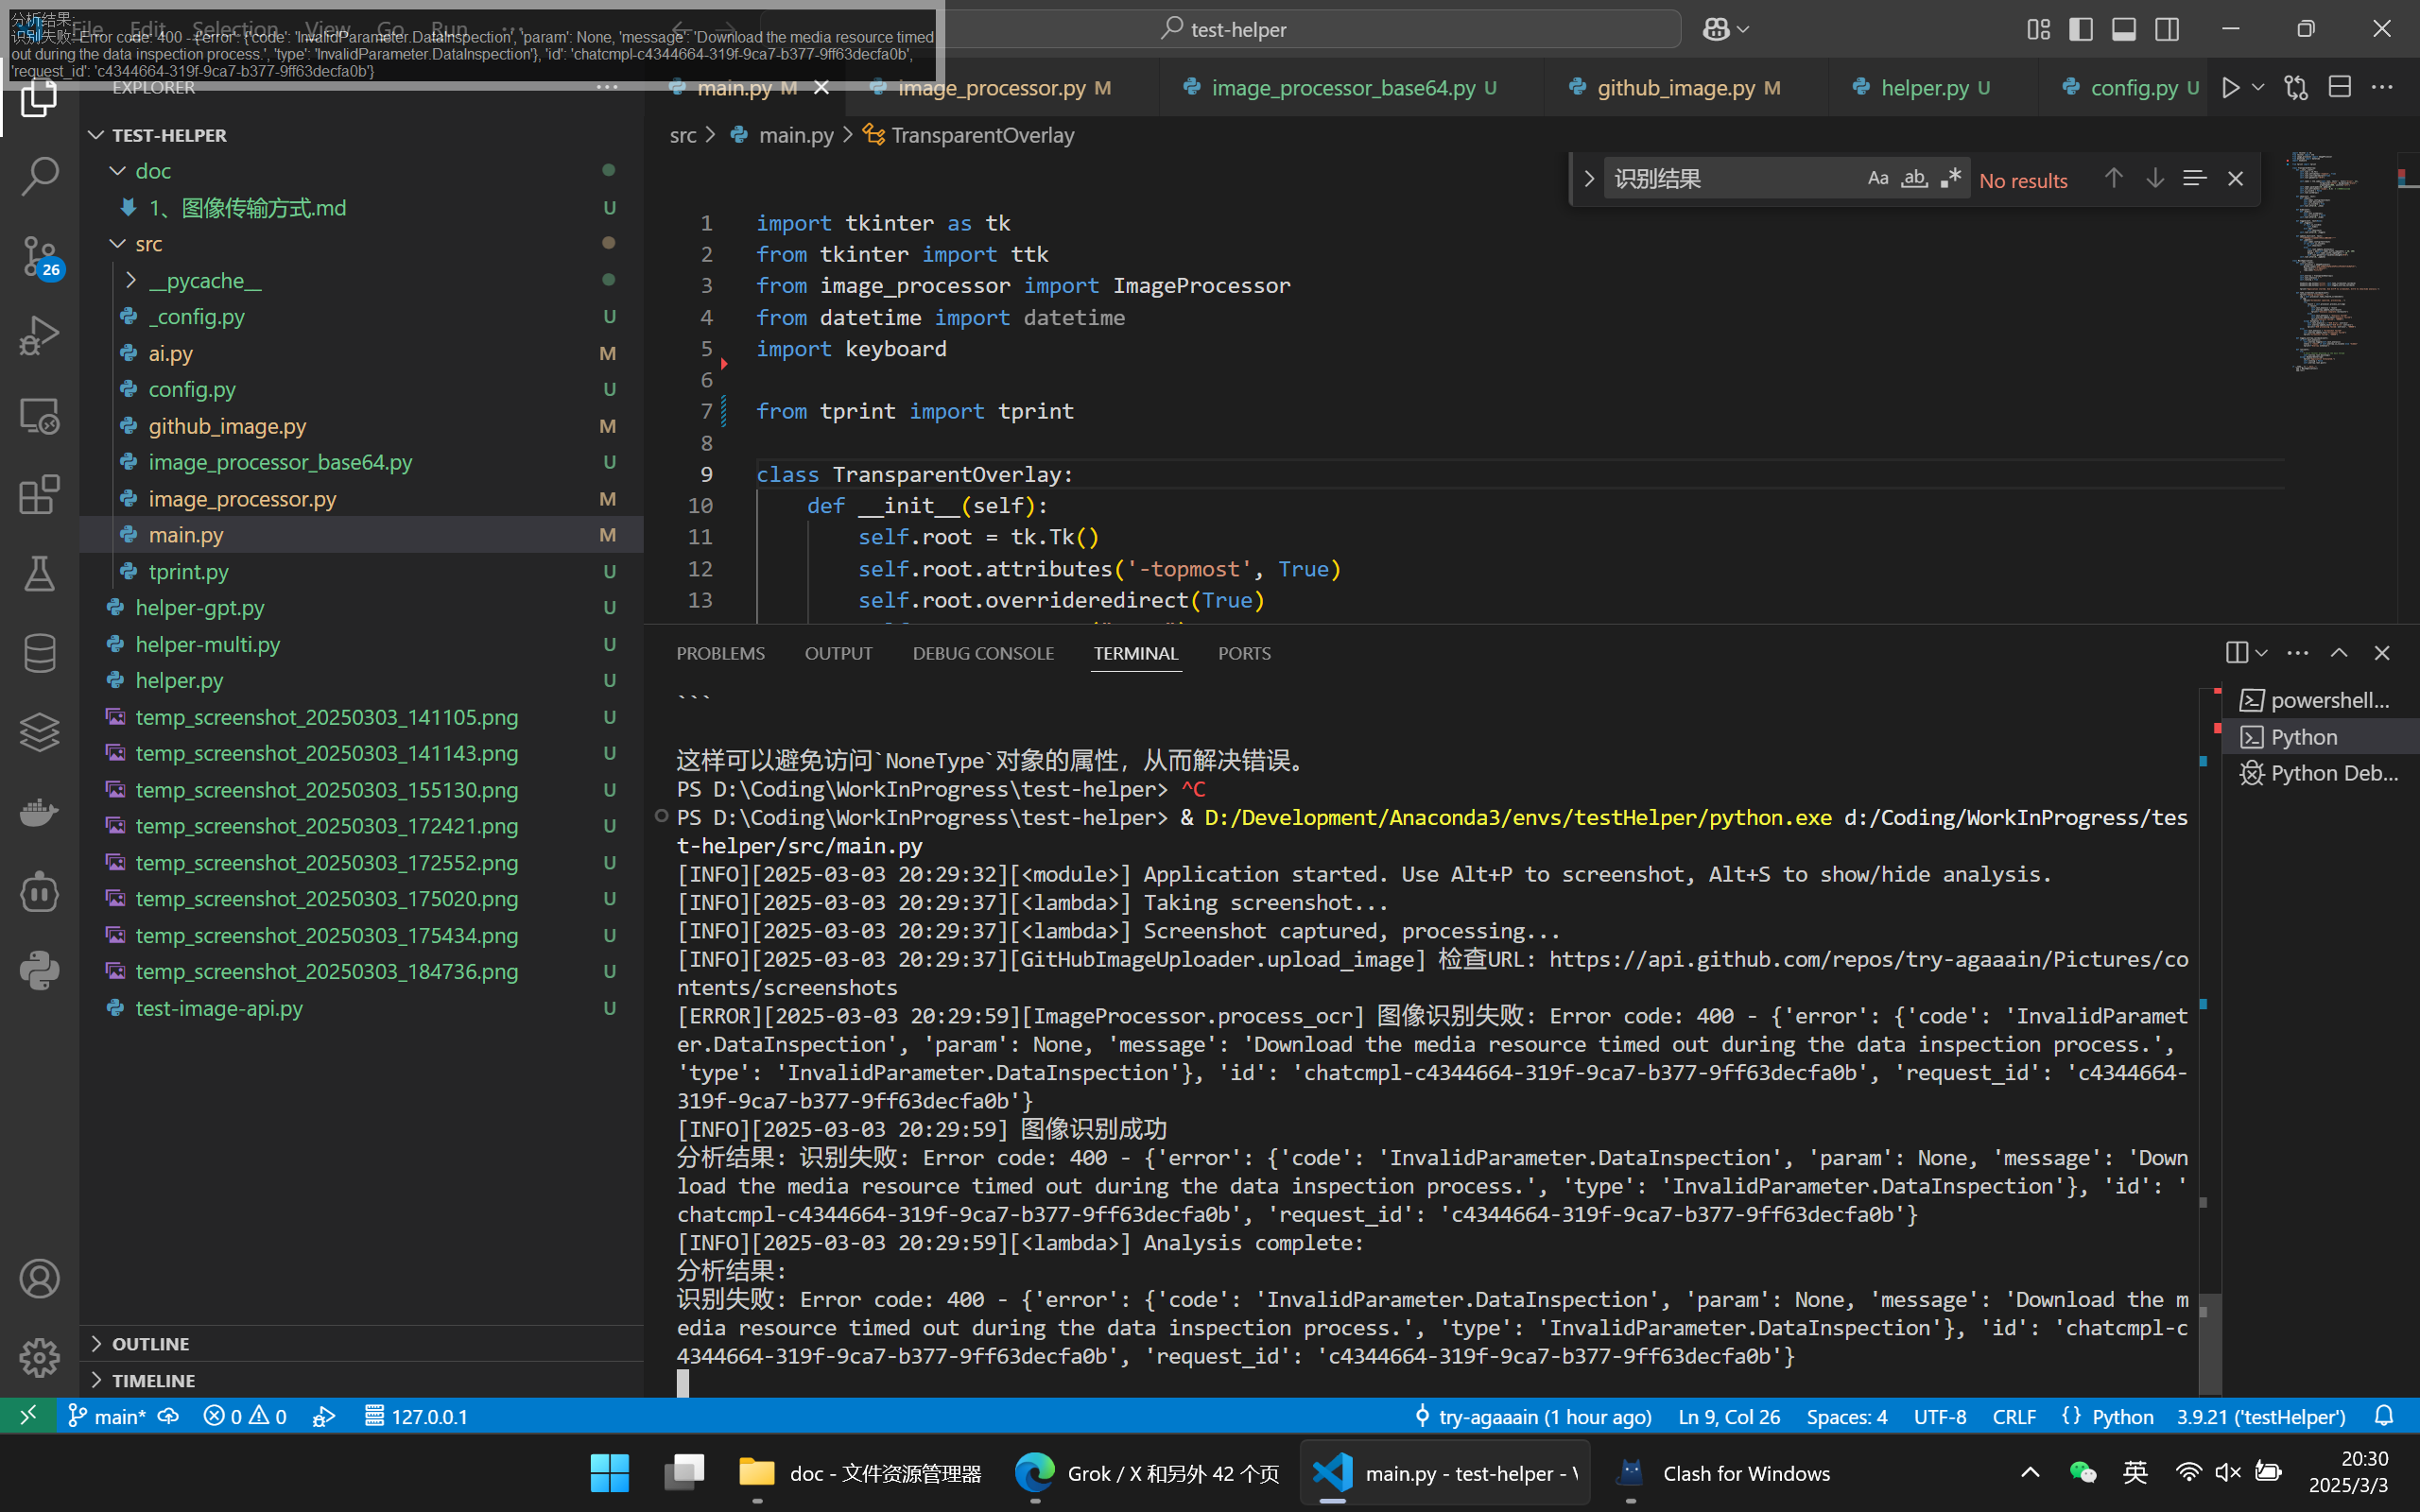 分析结果:
识别失败: Error code: 400 - {'error': {'code': 'InvalidParameter.DataInspection', 'param': None, 'message': 'Download the media resource timed
out during the data inspection process.', 'type': 'InvalidParameter.DataInspection'}, 'id': 'chatcmpl-c4344664-319f-9ca7-b377-9ff63decfa0b',
'request_id': 'c4344664-319f-9ca7-b377-9ff63decfa0b'}
File Edit Selection View Go Run ...
test-helper
EXPLORER
main.py M
image_processor.py M
image_processor_base64.py U
github_image.py M
helper.py U
config.py U
TEST-HELPER
doc
1、图像传输方式.md U
src
__pycache__
_config.py U
ai.py M
config.py U
github_image.py M
image_processor_base64.py U
image_processor.py M
main.py M
tprint.py U
helper-gpt.py U
helper-multi.py U
helper.py U
temp_screenshot_20250303_141105.png U
temp_screenshot_20250303_141143.png U
temp_screenshot_20250303_155130.png U
temp_screenshot_20250303_172421.png U
temp_screenshot_20250303_172552.png U
temp_screenshot_20250303_175020.png U
temp_screenshot_20250303_175434.png U
temp_screenshot_20250303_184736.png U
test-image-api.py U
OUTLINE
TIMELINE
26
src > main.py > TransparentOverlay
识别结果 Aa ab .* No results
1 import tkinter as tk
2 from tkinter import ttk
3 from image_processor import ImageProcessor
4 from datetime import datetime
5 import keyboard
6
7 from tprint import tprint
8
9 class TransparentOverlay:
10 def __init__(self):
11 self.root = tk.Tk()
12 self.root.attributes('-topmost', True)
13 self.root.overrideredirect(True)
PROBLEMS OUTPUT DEBUG CONSOLE TERMINAL PORTS
```
这样可以避免访问`NoneType`对象的属性，从而解决错误。
PS D:\Coding\WorkInProgress\test-helper> ^C
PS D:\Coding\WorkInProgress\test-helper> & D:/Development/Anaconda3/envs/testHelper/python.exe d:/Coding/WorkInProgress/tes
t-helper/src/main.py
[INFO][2025-03-03 20:29:32][<module>] Application started. Use Alt+P to screenshot, Alt+S to show/hide analysis.
[INFO][2025-03-03 20:29:37][<lambda>] Taking screenshot...
[INFO][2025-03-03 20:29:37][<lambda>] Screenshot captured, processing...
[INFO][2025-03-03 20:29:37][GitHubImageUploader.upload_image] 检查URL: https://api.github.com/repos/try-agaaain/Pictures/co
ntents/screenshots
[ERROR][2025-03-03 20:29:59][ImageProcessor.process_ocr] 图像识别失败: Error code: 400 - {'error': {'code': 'InvalidParamet
er.DataInspection', 'param': None, 'message': 'Download the media resource timed out during the data inspection process.',
'type': 'InvalidParameter.DataInspection'}, 'id': 'chatcmpl-c4344664-319f-9ca7-b377-9ff63decfa0b', 'request_id': 'c4344664-
319f-9ca7-b377-9ff63decfa0b'}
[INFO][2025-03-03 20:29:59] 图像识别成功
分析结果: 识别失败: Error code: 400 - {'error': {'code': 'InvalidParameter.DataInspection', 'param': None, 'message': 'Down
load the media resource timed out during the data inspection process.', 'type': 'InvalidParameter.DataInspection'}, 'id': '
chatcmpl-c4344664-319f-9ca7-b377-9ff63decfa0b', 'request_id': 'c4344664-319f-9ca7-b377-9ff63decfa0b'}
[INFO][2025-03-03 20:29:59][<lambda>] Analysis complete:
分析结果:
识别失败: Error code: 400 - {'error': {'code': 'InvalidParameter.DataInspection', 'param': None, 'message': 'Download the m
edia resource timed out during the data inspection process.', 'type': 'InvalidParameter.DataInspection'}, 'id': 'chatcmpl-c
4344664-319f-9ca7-b377-9ff63decfa0b', 'request_id': 'c4344664-319f-9ca7-b377-9ff63decfa0b'}
powershell...
Python
Python Deb...
main* 0 0 127.0.0.1 try-agaaain (1 hour ago) Ln 9, Col 26 Spaces: 4 UTF-8 CRLF {} Python 3.9.21 ('testHelper')
doc - 文件资源管理器
Grok / X 和另外 42 个页
main.py - test-helper - V
Clash for Windows
英
20:30
2025/3/3